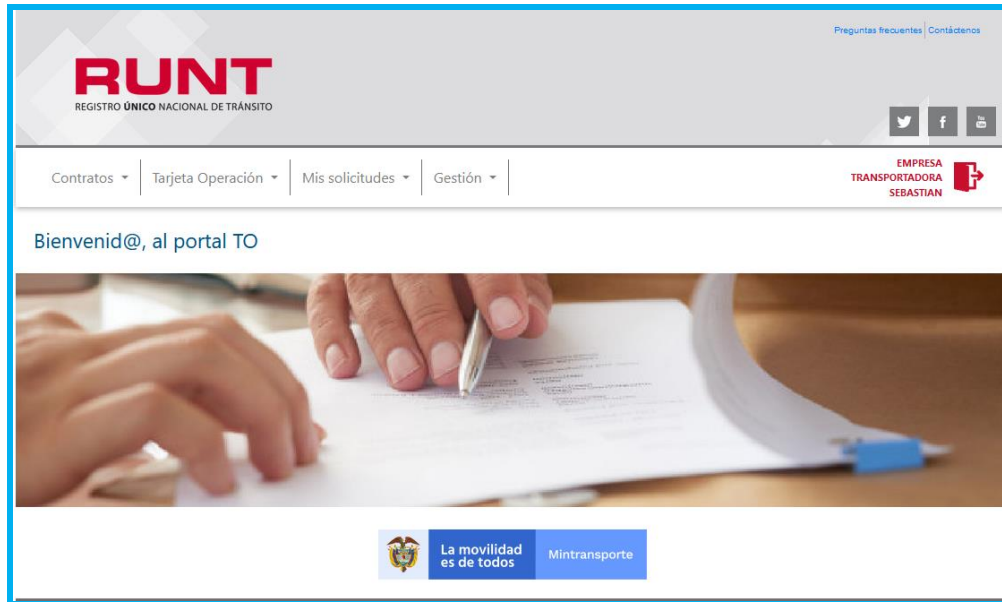 Preguntas frecuentes Contáctenos
RUNT
REGISTRO ÚNICO NACIONAL DE TRÁNSITO
Contratos
Tarjeta Operación
Mis solicitudes
Gestión
EMPRESA
TRANSPORTADORA
SEBASTIAN
Bienvenid@, al portal TO
La movilidad
es de todos
Mintransporte